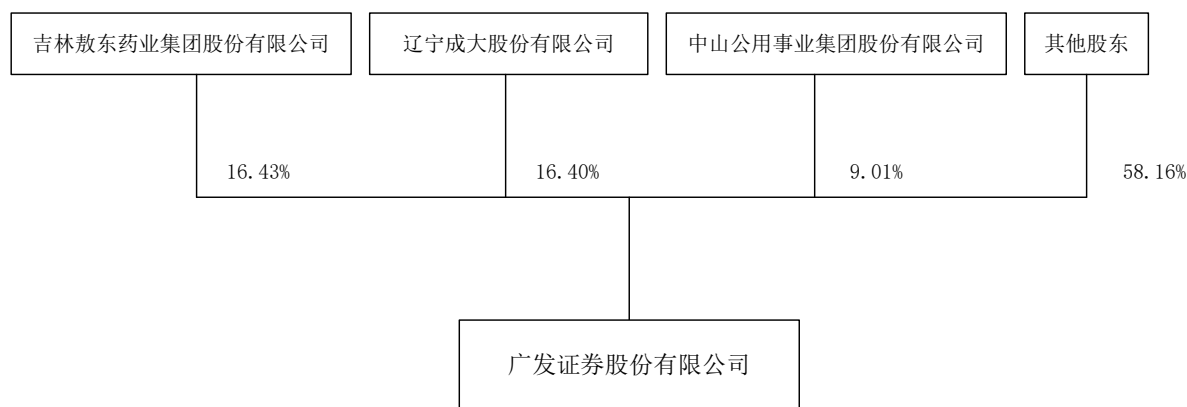 吉林敖东药业集团股份有限公司
辽宁成大股份有限公司
中山公用事业集团股份有限公司
其他股东
16.43%
16.40%
9.01%
58.16%
广发证券股份有限公司